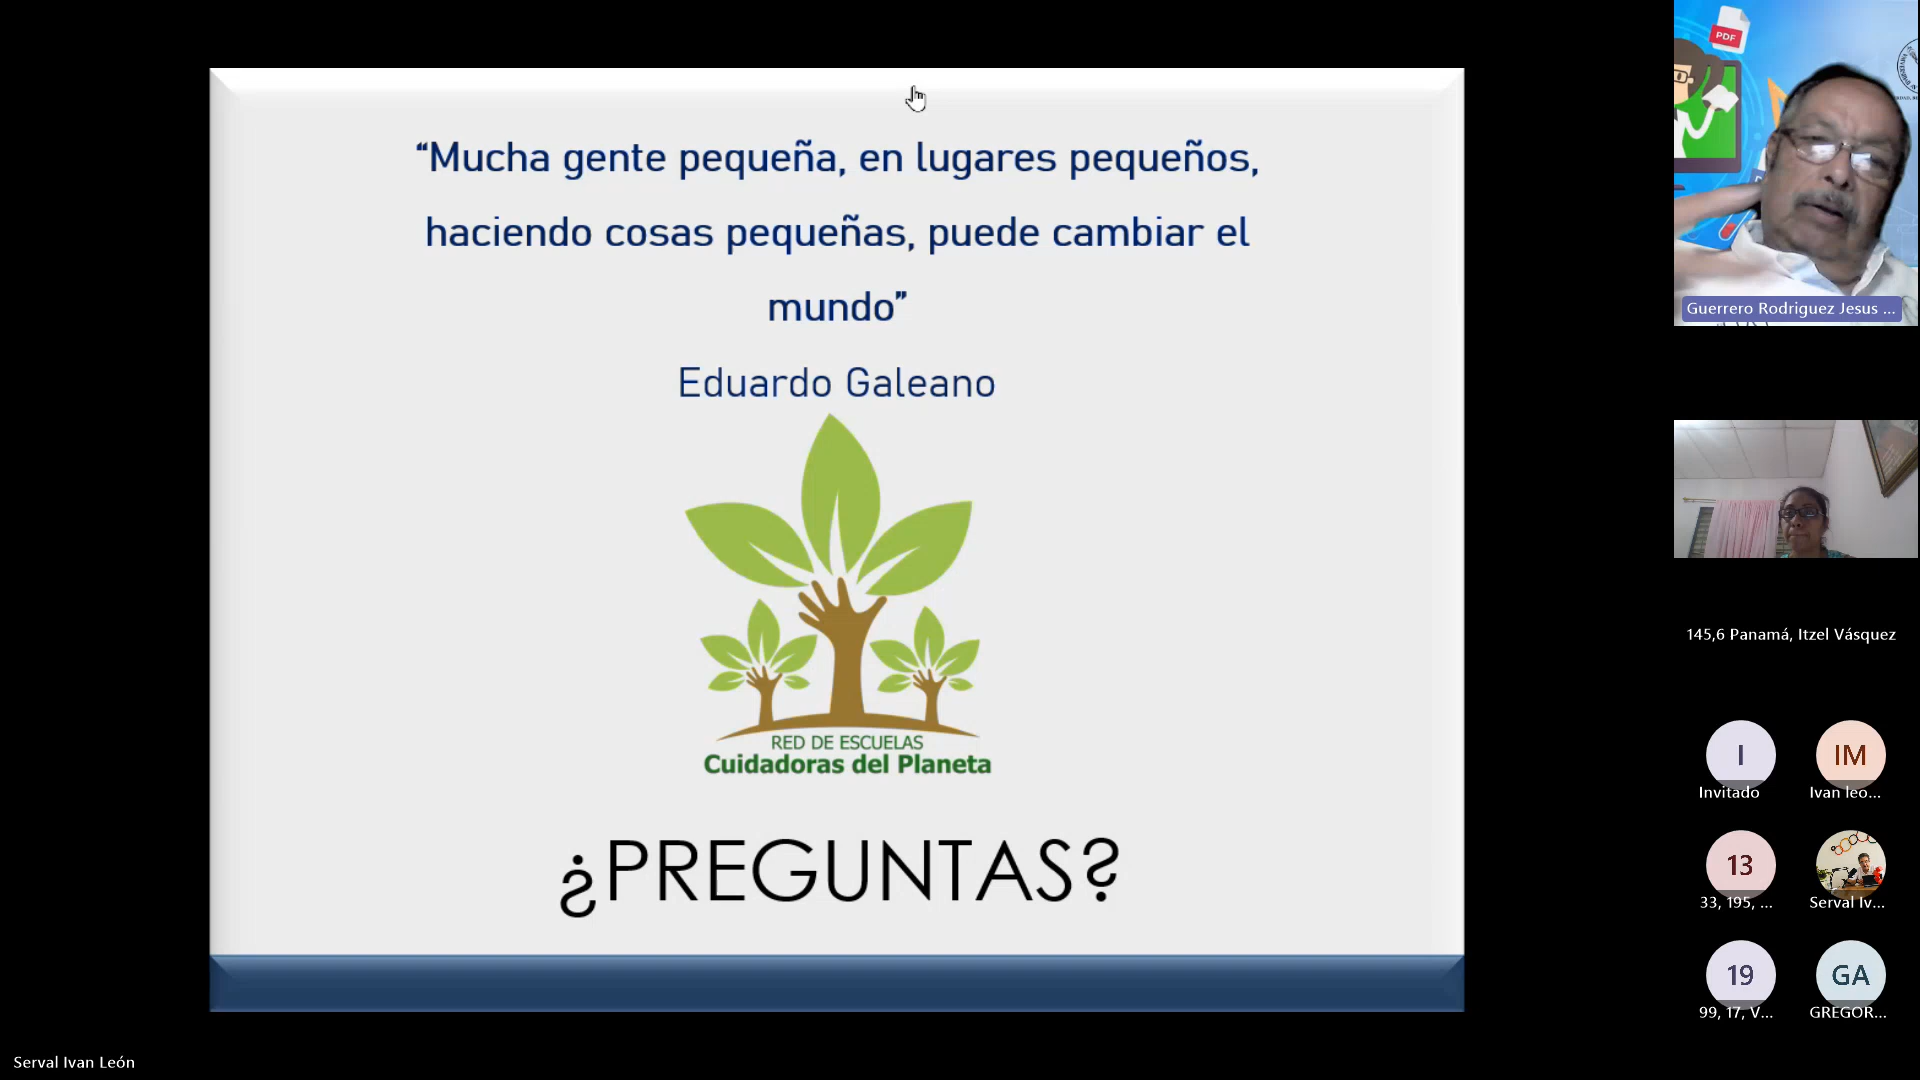 “Mucha gente pequeña, en lugares pequeños,
haciendo cosas pequeñas, puede cambiar el
mundo”
Eduardo Galeano
RED DE ESCUELAS
Cuidadoras del Planeta
¿PREGUNTAS?
Serval Ivan León
PDF
Guerrero Rodriguez Jesus ...
145,6 Panamá, Itzel Vásquez
I
Invitado
IM
Ivan leo...
13
33, 195, ...
Serval Iv...
19
99, 17, V...
GA
GREGOR...